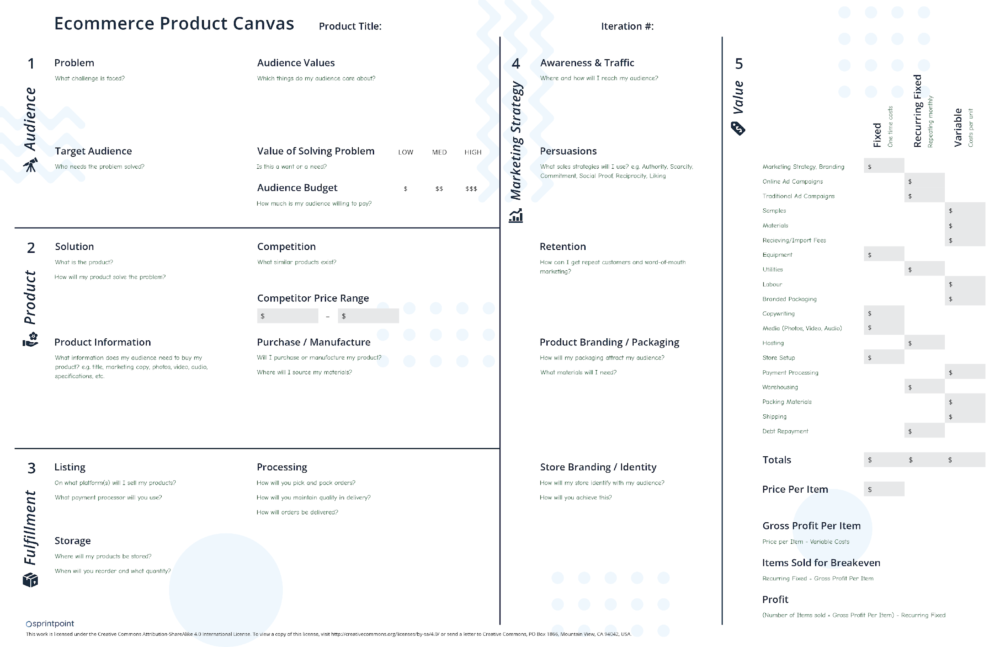 Ecommerce Product Canvas
Product Title:
Iteration #:
1
Audience
Problem
What challenge is faced?
Audience Values
Which things do my audience care about?
Target Audience
Who needs the problem solved?
Value of Solving Problem LOW MED HIGH
Is this a want or a need?
Audience Budget $ $$ $$$
How much is my audience willing to pay?
2
Product
Solution
What is the product?
How will my product solve the problem?
Competition
What similar products exist?
Competitor Price Range
$ – $
Product Information
What information does my audience need to buy my
product? e.g. title, marketing copy, photos, video, audio,
specifications, etc.
Purchase / Manufacture
Will I purchase or manufacture my product?
Where will I source my materials?
3
Fulfillment
Listing
On what platform(s) will I sell my products?
What payment processor will you use?
Processing
How will you pick and pack orders?
How will you maintain quality in delivery?
How will orders be delivered?
Storage
Where will my products be stored?
When will you reorder and what quantity?
4
Marketing Strategy
Awareness & Traffic
Where and how will I reach my audience?
Persuasions
What sales strategies will I use? e.g. Authority, Scarcity,
Commitment, Social Proof, Reciprocity, Liking
Retention
How can I get repeat customers and word-of-mouth
marketing?
Product Branding / Packaging
How will my packaging attract my audience?
What materials will I need?
Store Branding / Identity
How will my store identify with my audience?
How will you achieve this?
5
Value
Fixed
One time costs
Recurring Fixed
Repeating monthly
Variable
Costs per unit
Marketing Strategy, Branding $
Online Ad Campaigns $
Traditional Ad Campaigns $
Samples $
Materials $
Recieving/Import Fees $
Equipment $
Utilities $
Labour $
Branded Packaging $
Copywriting $
Media (Photos, Video, Audio) $
Hosting $
Store Setup $
Payment Processing $
Warehousing $
Packing Materials $
Shipping $
Debt Repayment $
Totals $ $ $
Price Per Item $
Gross Profit Per Item
Price per Item - Variable Costs
Items Sold for Breakeven
Recurring Fixed ÷ Gross Profit Per Item
Profit
(Number of Items sold × Gross Profit Per Item) - Recurring Fixed
sprintpoint
This work is licensed under the Creative Commons Attribution-ShareAlike 4.0 International License. To view a copy of this license, visit http://creativecommons.org/licenses/by-sa/4.0/ or send a letter to Creative Commons, PO Box 1866, Mountain View, CA 94042, USA.